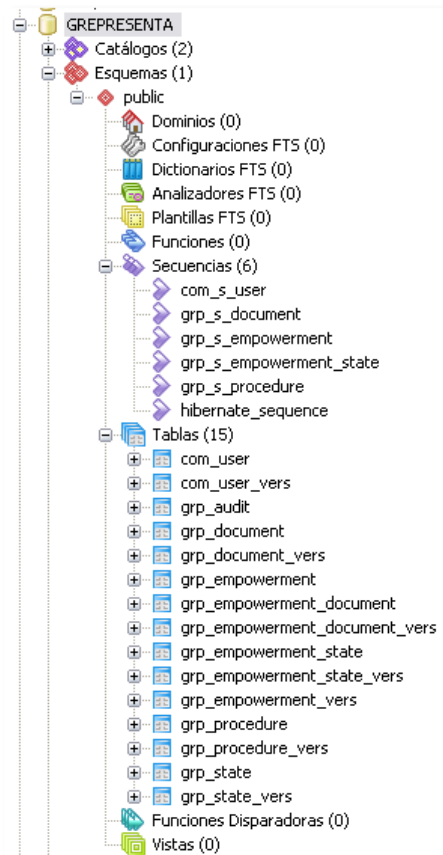 GREPRESENTA
Catálogos (2)
Esquemas (1)
public
Dominios (0)
Configuraciones FTS (0)
Dictionarios FTS (0)
Analizadores FTS (0)
Plantillas FTS (0)
Funciones (0)
Secuencias (6)
com_s_user
grp_s_document
grp_s_empowerment
grp_s_empowerment_state
grp_s_procedure
hibernate_sequence
Tablas (15)
com_user
com_user_vers
grp_audit
grp_document
grp_document_vers
grp_empowerment
grp_empowerment_document
grp_empowerment_document_vers
grp_empowerment_state
grp_empowerment_state_vers
grp_empowerment_vers
grp_procedure
grp_procedure_vers
grp_state
grp_state_vers
Funciones Disparadoras (0)
Vistas (0)